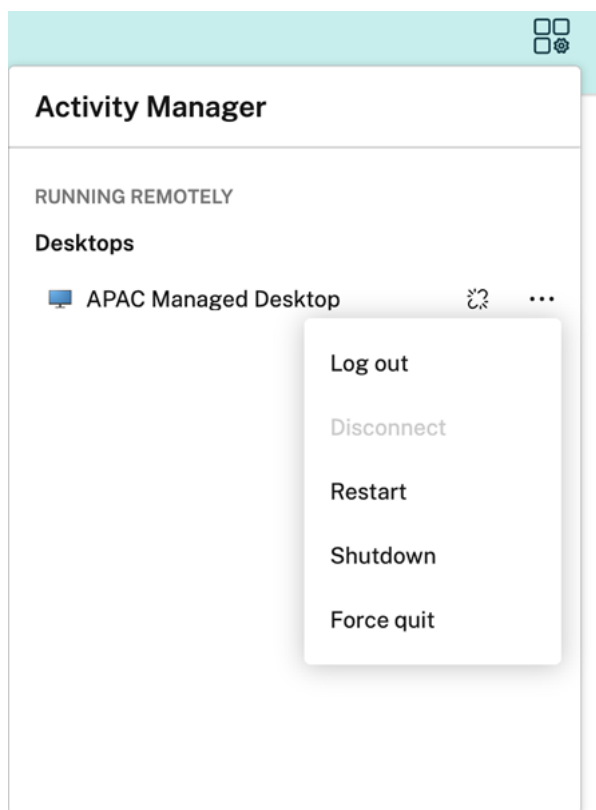 Activity Manager
RUNNING REMOTELY
Desktops
APAC Managed Desktop
Log out
Disconnect
Restart
Shutdown
Force quit